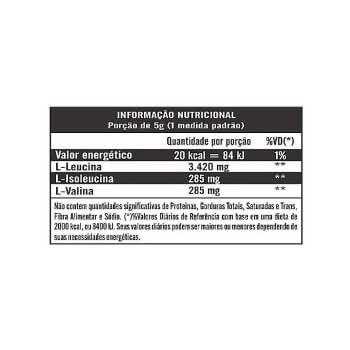 INFORMAÇÃO NUTRICIONAL
Porção de 5g (1 medida padrão)
Quantidade por porção %VD(*)
Valor energético 20 kcal = 84 kJ 1%
L-Leucina 3.420 mg **
L-Isoleucina 285 mg **
L-Valina 285 mg **
Não contem quantidades significativas de Proteinas, Gorduras Totais, Saturadas e Trans,
Fibra Alimentar e Sódio. (*)%Valores Diários de Referência com base em uma dieta de
2000 kcal, ou 8400 kJ. Seus valores diários podem ser maiores ou menores dependendo de
suas necessidades energéticas.